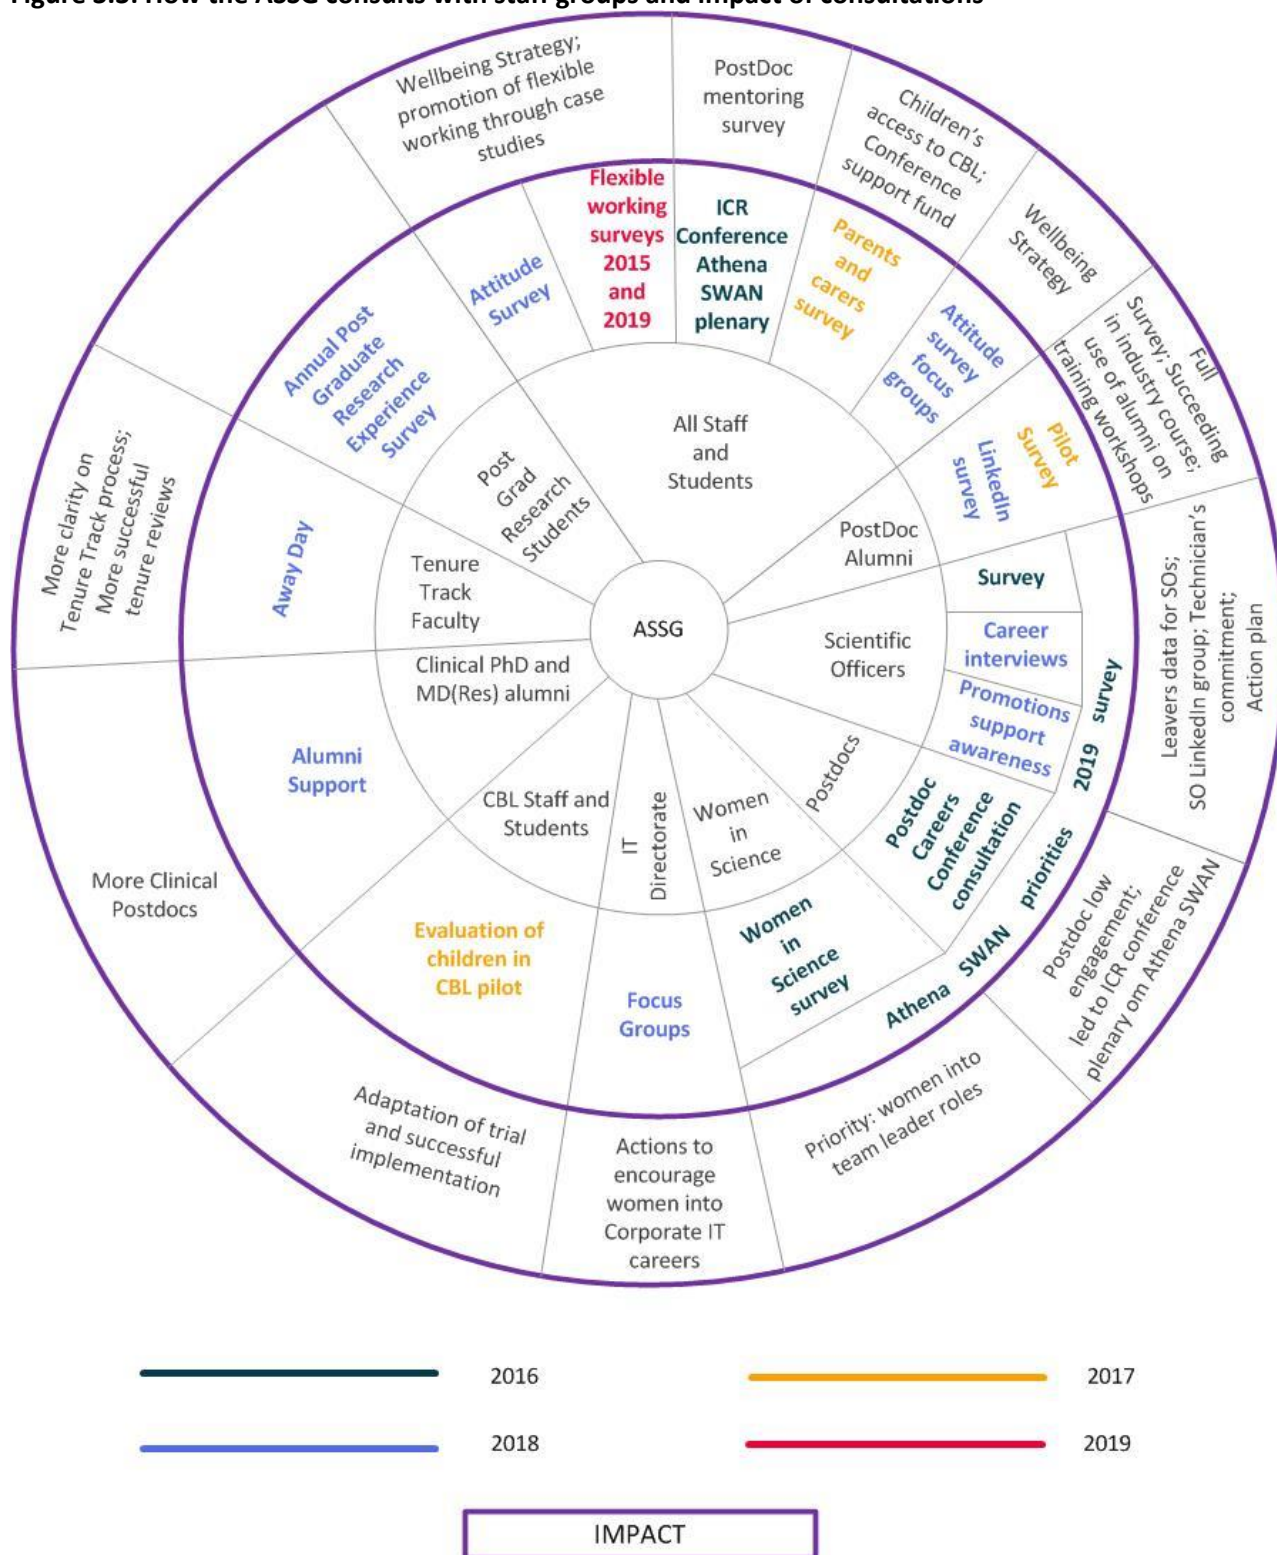 Figure 3.3: How the ASSG consults with staff groups and impact of consultations
Wellbeing Strategy;
promotion of flexible
working through case
studies
PostDoc
mentoring
survey
Children's
access to CBL;
Conference
support fund
Wellbeing
Strategy
Full
Survey; Succeeding
in industry course;
use of alumni on
training workshops
Leavers data for SOs;
SO LinkedIn group; Technician's
commitment;
Action plan
Postdoc low
engagement;
led to ICR conference
plenary om Athena SWAN
Priority: women into
team leader roles
Actions to
encourage
women into
Corporate IT
careers
Adaptation of trial
and successful
implementation
More Clinical
Postdocs
More clarity on
Tenure Track process;
More successful
tenure reviews
Annual Post
Graduate
Research
Experience
Survey
Attitude
Survey
Flexible
working
surveys
2015
and
2019
ICR
Conference
Athena
SWAN
plenary
Parents
and
carers
survey
Attitude
survey
focus
groups
LinkedIn
survey
Pilot
Survey
Survey
Career
interviews
Promotions
support
awareness
Postdoc
Careers
Conference
consultation
Women
in
Science
survey
Athena SWAN priorities 2019 survey
Focus
Groups
Evaluation of
children in
CBL pilot
Alumni
Support
Away Day
All Staff
and
Students
PostDoc
Alumni
Scientific
Officers
Postdocs
Women
in
Science
IT
Directorate
CBL Staff and
Students
Clinical PhD and
MD(Res) alumni
Tenure
Track
Faculty
Post
Grad
Research
Students
ASSG
2016
2017
2018
2019
IMPACT